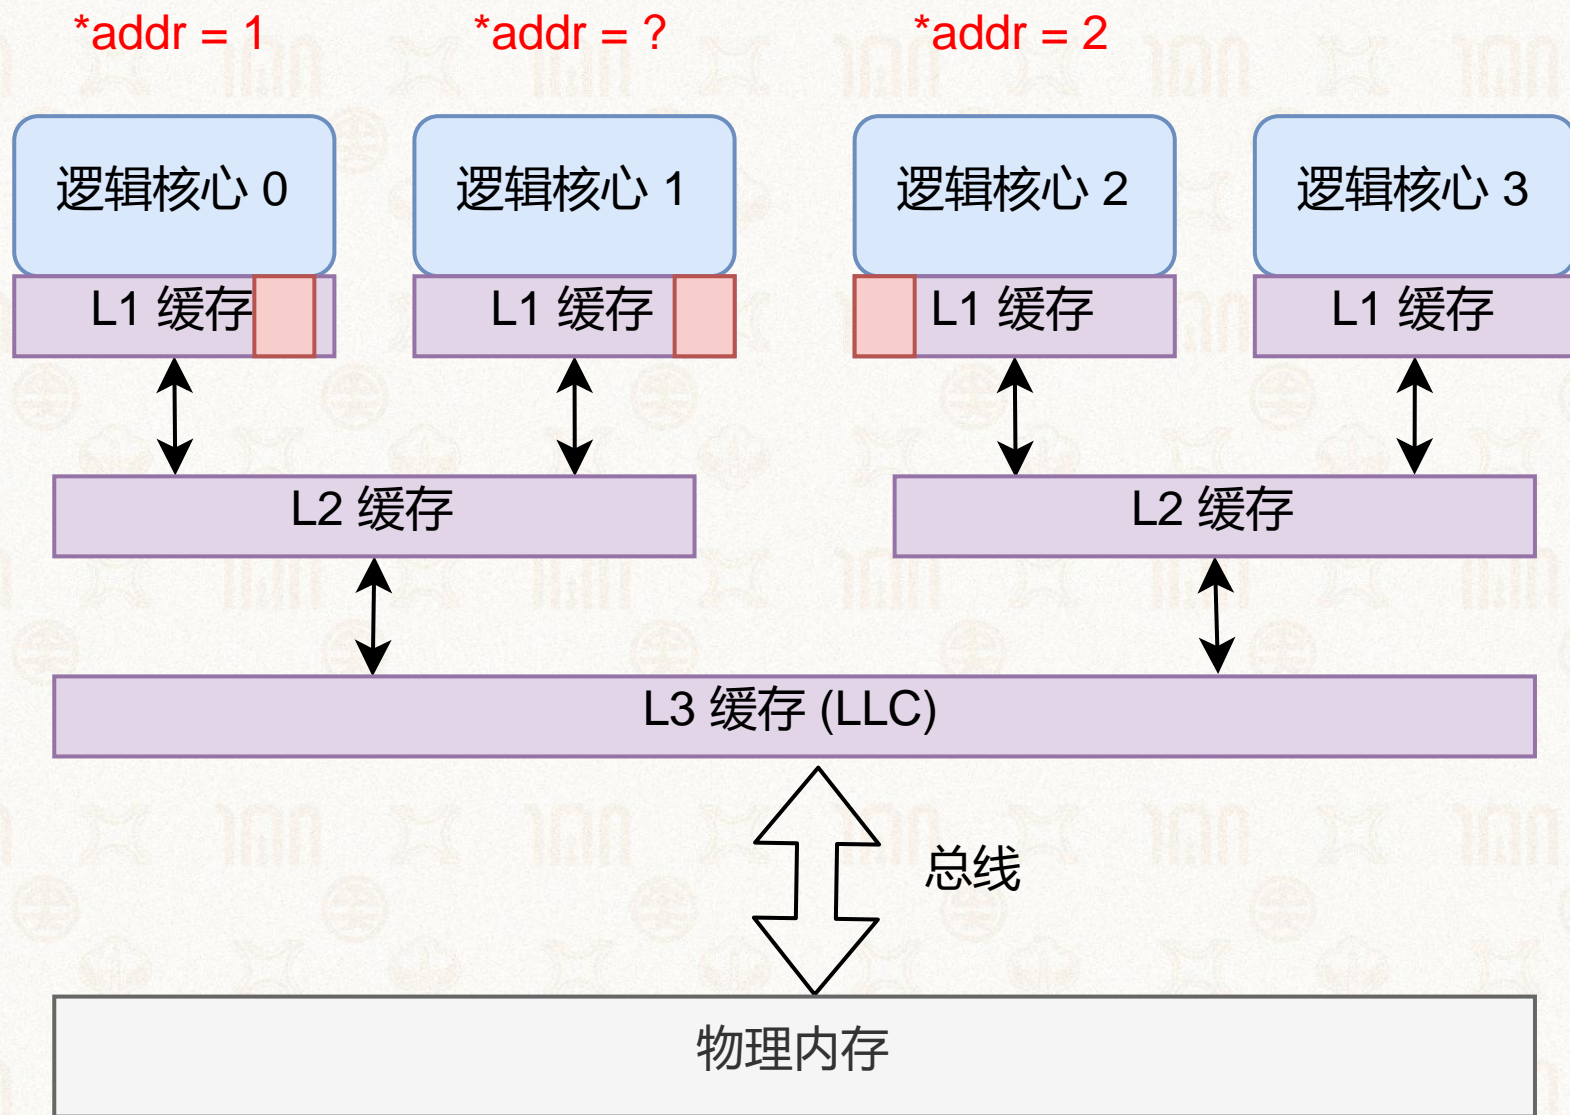 *addr = 1
*addr = ?
*addr = 2
逻辑核心 0
逻辑核心 1
逻辑核心 2
逻辑核心 3
L1 缓存
L1 缓存
L1 缓存
L1 缓存
L2 缓存
L2 缓存
L3 缓存 (LLC)
总线
物理内存